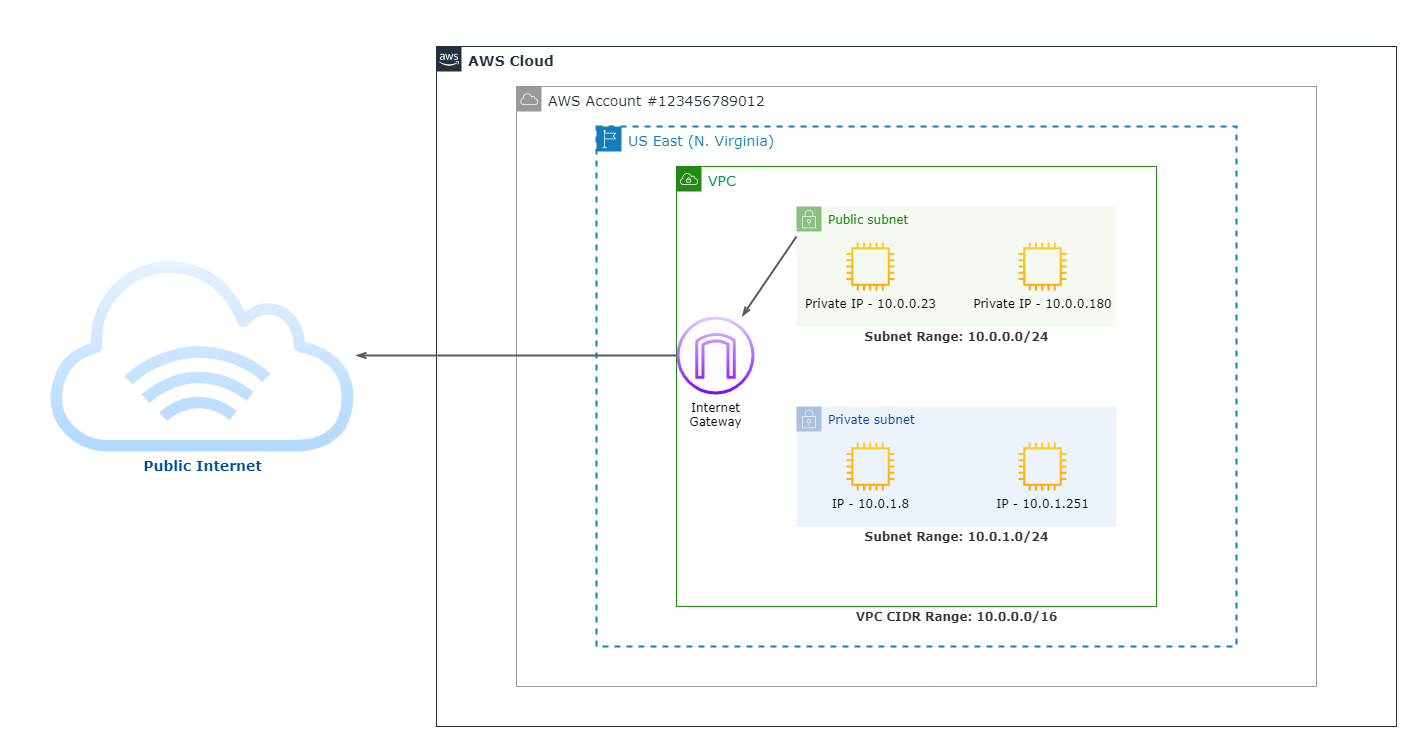 aws
AWS Cloud
AWS Account #123456789012
US East (N. Virginia)
VPC
Public subnet
Private IP - 10.0.0.23
Private IP - 10.0.0.180
Subnet Range: 10.0.0.0/24
Internet
Gateway
Private subnet
IP - 10.0.1.8
IP - 10.0.1.251
Subnet Range: 10.0.1.0/24
VPC CIDR Range: 10.0.0.0/16
Public Internet